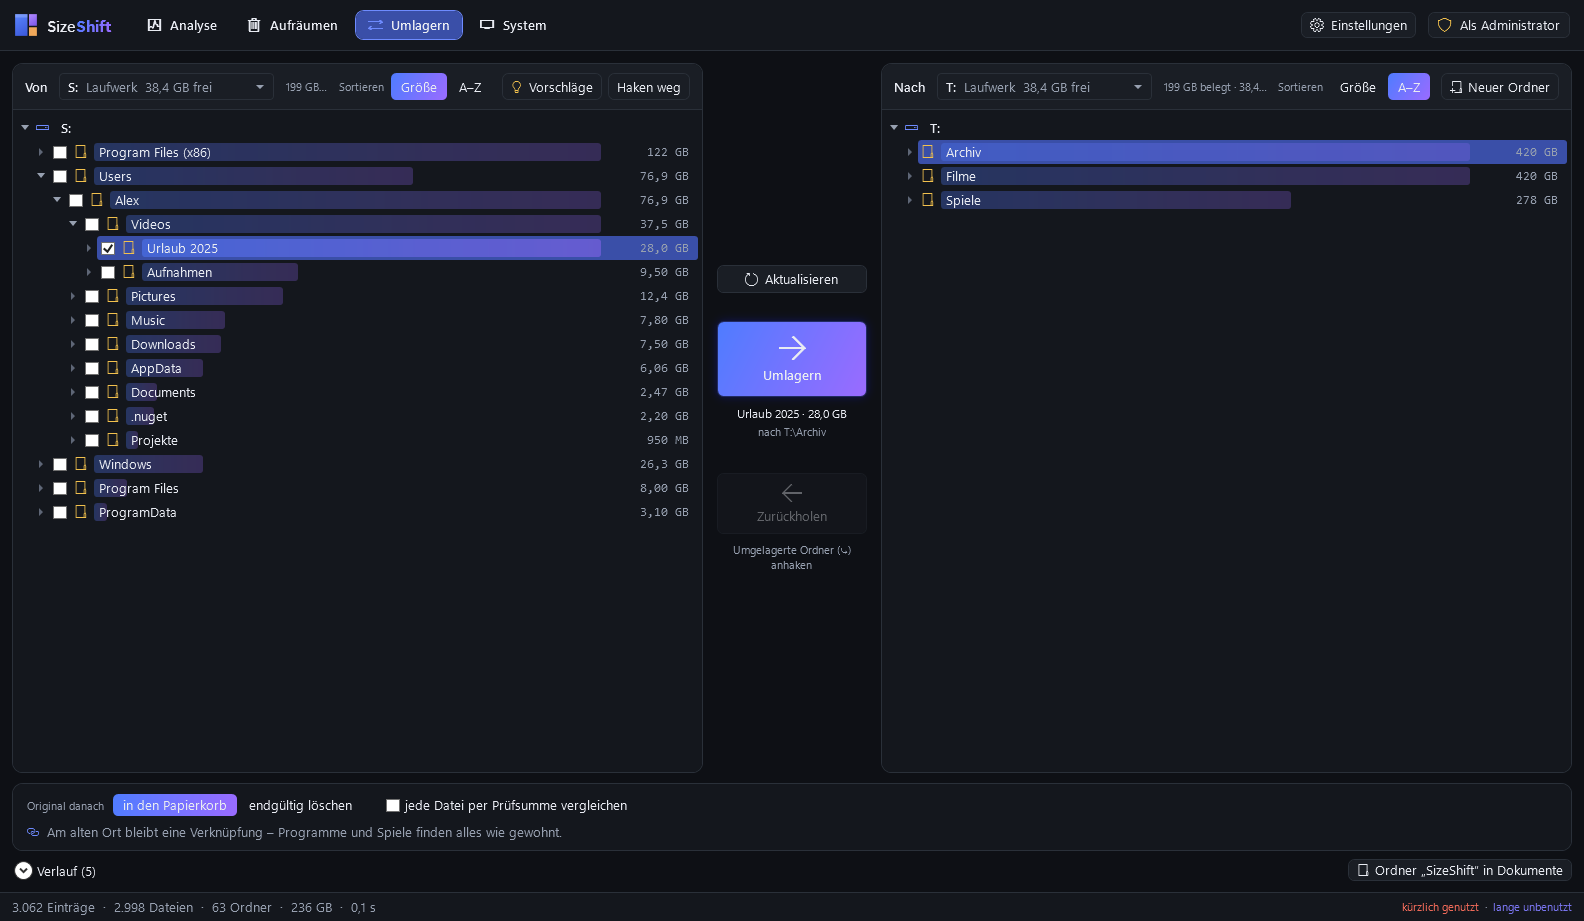 SizeShift
Analyse
Aufräumen
Umlagern
System
Einstellungen
Als Administrator
Von
S: Laufwerk 38,4 GB frei
199 GB...
Sortieren
Größe
A–Z
Vorschläge
Haken weg
S:
Program Files (x86) 122 GB
Users 76,9 GB
Alex 76,9 GB
Videos 37,5 GB
Urlaub 2025 28,0 GB
Aufnahmen 9,50 GB
Pictures 12,4 GB
Music 7,80 GB
Downloads 7,50 GB
AppData 6,06 GB
Documents 2,47 GB
.nuget 2,20 GB
Projekte 950 MB
Windows 26,3 GB
Program Files 8,00 GB
ProgramData 3,10 GB
Aktualisieren
Umlagern
Urlaub 2025 · 28,0 GB
nach T:\Archiv
Zurückholen
Umgelagerte Ordner (⤷)
anhaken
Nach
T: Laufwerk 38,4 GB frei
199 GB belegt · 38,4...
Sortieren
Größe
A–Z
Neuer Ordner
T:
Archiv 420 GB
Filme 420 GB
Spiele 278 GB
Original danach
in den Papierkorb
endgültig löschen
jede Datei per Prüfsumme vergleichen
Am alten Ort bleibt eine Verknüpfung – Programme und Spiele finden alles wie gewohnt.
Verlauf (5)
Ordner „SizeShift“ in Dokumente
3.062 Einträge · 2.998 Dateien · 63 Ordner · 236 GB · 0,1 s
kürzlich genutzt · lange unbenutzt